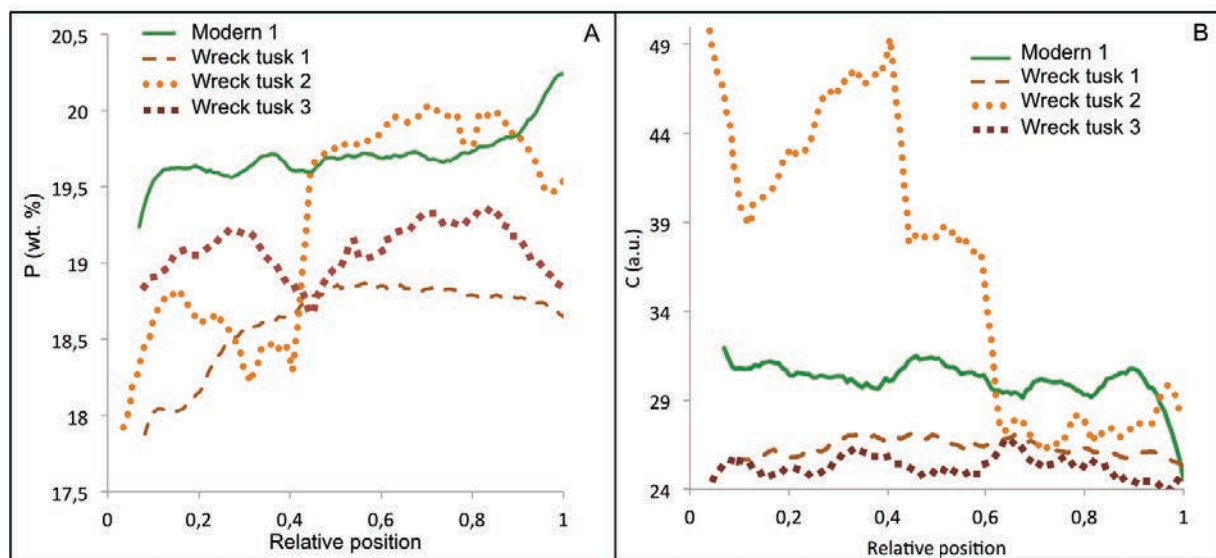 A
Modern 1
Wreck tusk 1
Wreck tusk 2
Wreck tusk 3
P (wt. %)
20,5
20
19,5
19
18,5
18
17,5
0
0,2
0,4
0,6
0,8
1
Relative position
B
Modern 1
Wreck tusk 1
Wreck tusk 2
Wreck tusk 3
C (a.u.)
49
44
39
34
29
24
0
0,2
0,4
0,6
0,8
1
Relative position